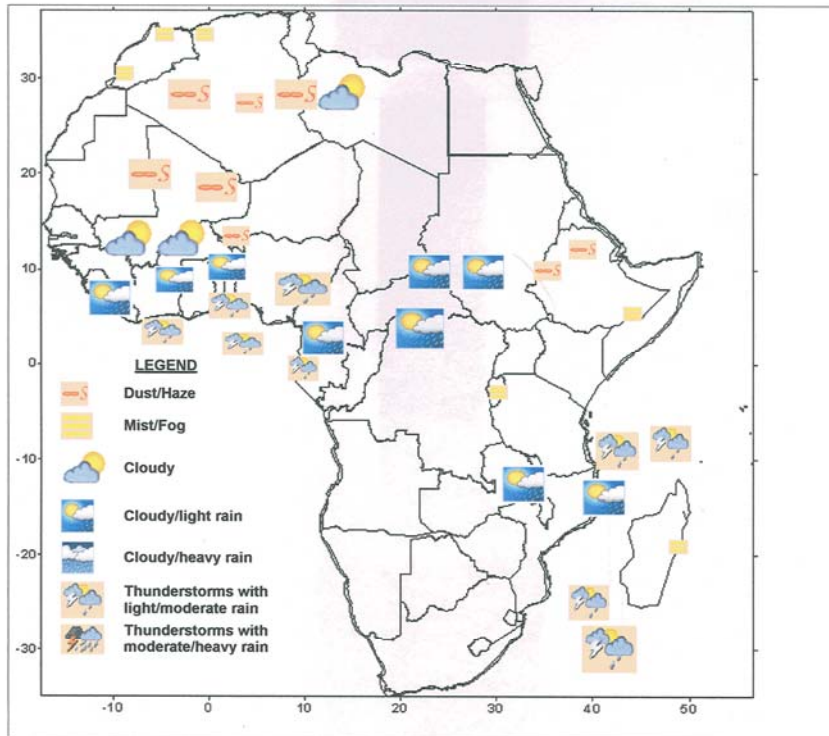 30
20
10
0
-10
-20
-30
LEGEND
Dust/Haze
Mist/Fog
Cloudy
Cloudy/light rain
Cloudy/heavy rain
Thunderstorms with
light/moderate rain
Thunderstorms with
moderate/heavy rain
-10
0
10
20
30
40
50